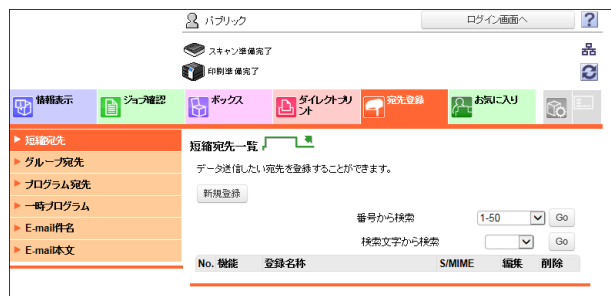 パブリック
ログイン画面へ
?
スキャン準備完了
印刷準備完了
情報表示
ジョブ確認
ボックス
ダイレクトプリ
ント
宛先登録
お気に入り
短縮宛先
グループ宛先
プログラム宛先
一時プログラム
E-mail件名
E-mail本文
短縮宛先一覧
データ送信したい宛先を登録することができます。
新規登録
番号から検索 1-50 Go
検索文字から検索 Go
No. 機能 登録名称 S/MIME 編集 削除